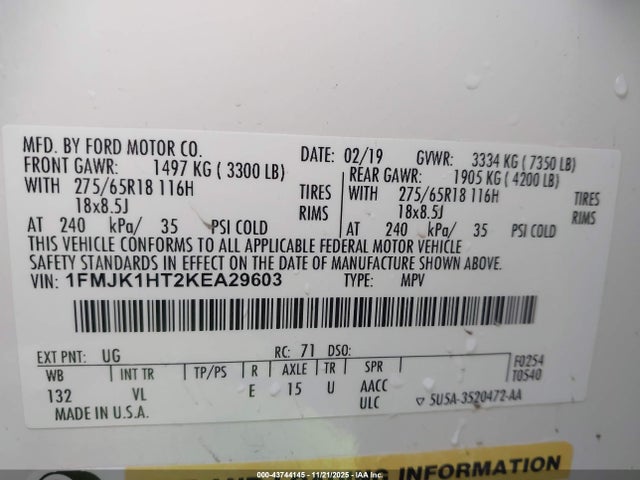 MFD. BY FORD MOTOR CO.
DATE: 02/19 GVWR: 3334 KG ( 7350 LB)
FRONT GAWR: 1497 KG ( 3300 LB)
REAR GAWR: 1905 KG ( 4200 LB)
WITH 275/65R18 116H TIRES
WITH 275/65R18 116H TIRES
18x8.5J RIMS
18x8.5J RIMS
AT 240 kPa/ 35 PSI COLD
AT 240 kPa/ 35 PSI COLD
THIS VEHICLE CONFORMS TO ALL APPLICABLE FEDERAL MOTOR VEHICLE
SAFETY STANDARDS IN EFFECT ON THE DATE OF MANUFACTURE SHOWN ABOVE.
VIN: 1FMJK1HT2KEA29603 TYPE: MPV
EXT PNT: UG RC: 71 DSO:
WB INT TR TP/PS R AXLE TR SPR
132 VL E 15 U AACC
ULC
F0254
T0540
MADE IN U.S.A.
5U5A-3520472-AA
INFORMATION
000-43744145 - 11/21/2025 - IAAI.com